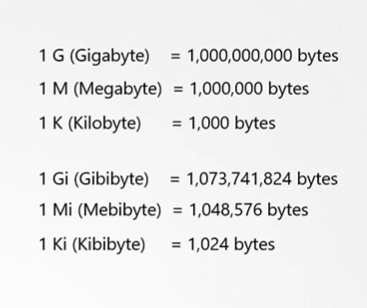 1 G (Gigabyte) = 1,000,000,000 bytes
1 M (Megabyte) = 1,000,000 bytes
1 K (Kilobyte) = 1,000 bytes
1 Gi (Gibibyte) = 1,073,741,824 bytes
1 Mi (Mebibyte) = 1,048,576 bytes
1 Ki (Kibibyte) = 1,024 bytes